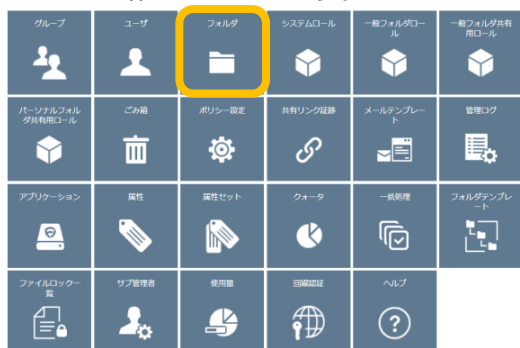 グループ
ユーザ
フォルダ
システムロール
一般フォルダロー
ル
一般フォルダ共有
用ロール
パーソナルフォル
ダ共有用ロール
ごみ箱
ポリシー設定
共有リンク証跡
メールテンプレー
ト
管理ログ
アプリケーション
属性
属性セット
クォータ
一括処理
フォルダテンプレ
ート
ファイルロック一
覧
サブ管理者
使用量
回線認証
ヘルプ